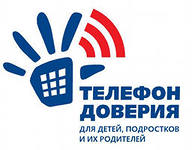 ТЕЛЕФОН
ДОВЕРИЯ
ДЛЯ ДЕТЕЙ, ПОДРОСТКОВ
И ИХ РОДИТЕЛЕЙ